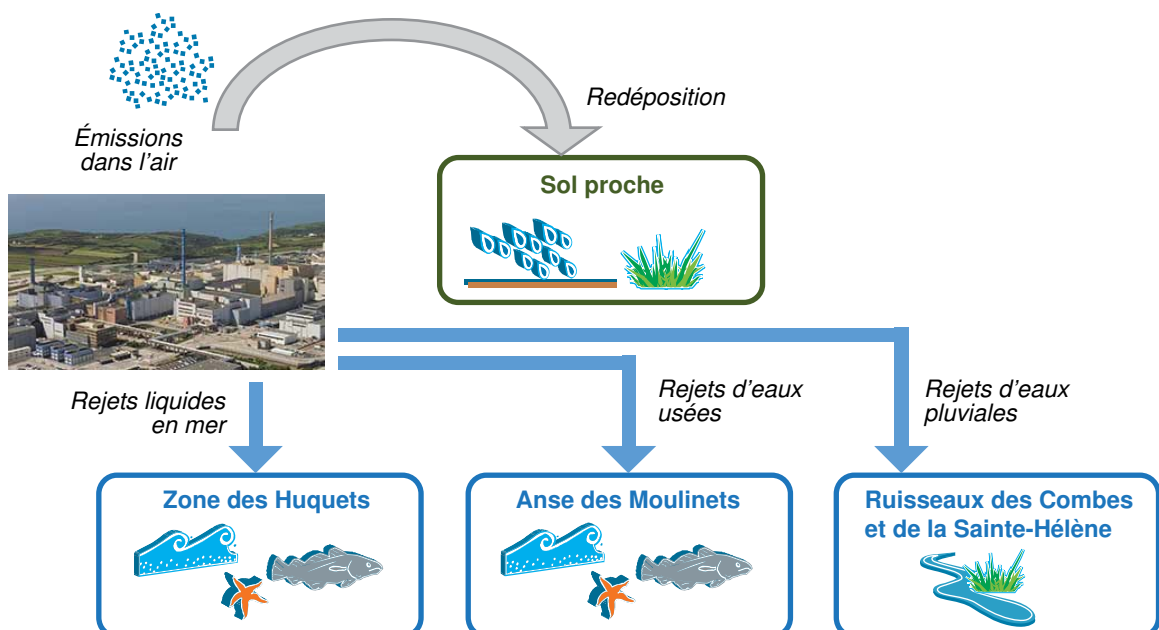 Émissions
dans l'air
Redéposition
Sol proche
Rejets liquides
en mer
Rejets d'eaux
usées
Rejets d'eaux
pluviales
Zone des Huquets
Anse des Moulinets
Ruisseaux des Combes
et de la Sainte-Hélène